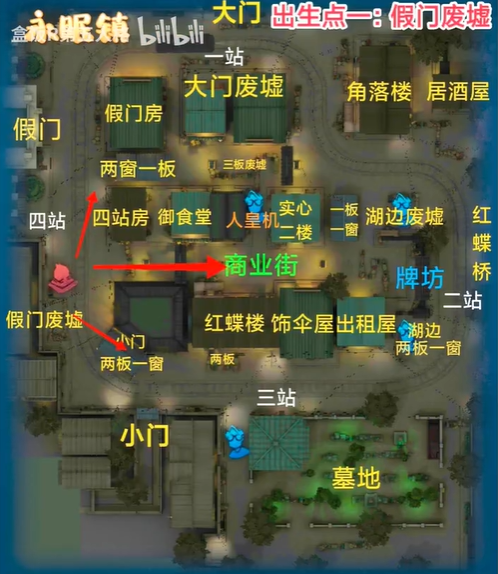 大门
出生点一:假门废墟
永眠镇
bilibili
一站
大门废墟
假门房
角落楼
居酒屋
假门
两窗一板
三板废墟
四站
四站房
御食堂
人皇机
实心
二楼
一板
一窗
湖边废墟
红
蝶
桥
商业街
牌坊
二站
假门废墟
小门
两板一窗
红蝶楼
饰伞屋
出租屋
湖边
两板一窗
两板
三站
小门
墓地